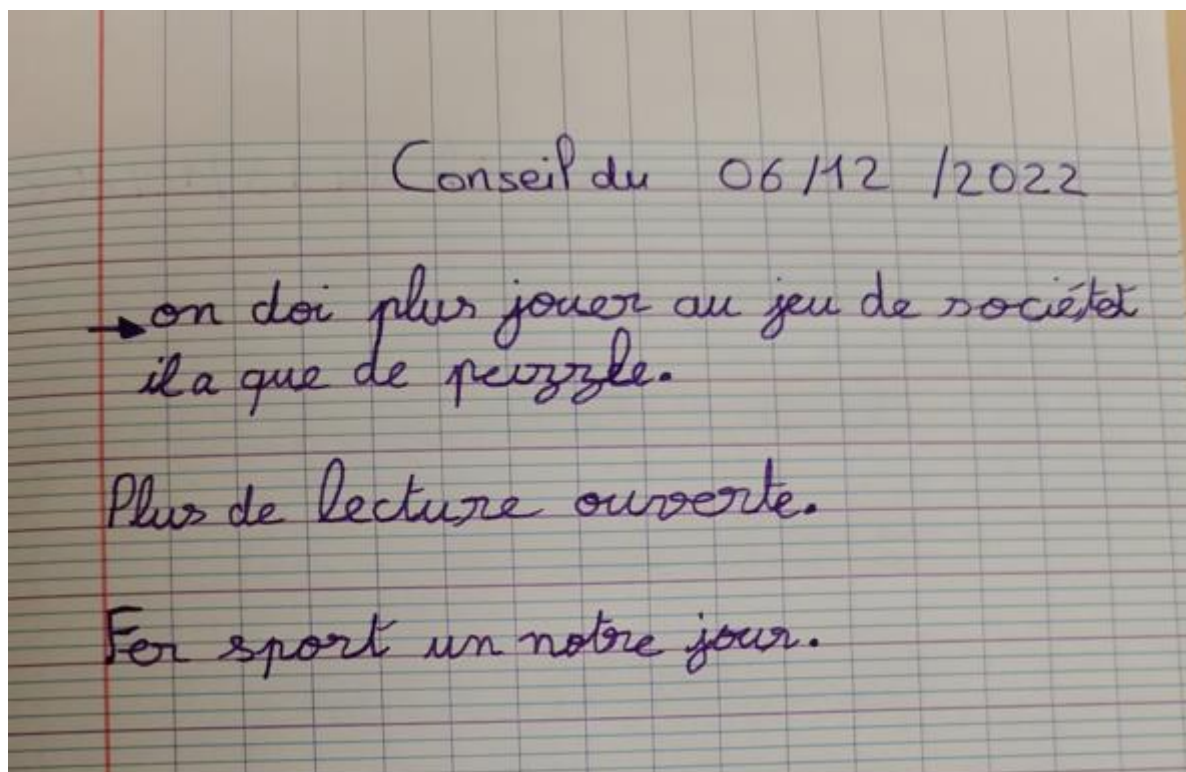 Conseil du 06/12/2022
→ on doi plus jouer au jeu de sociétet
il a que de puzzle.
Plus de lecture ouverte.
Fer sport un notre jour.